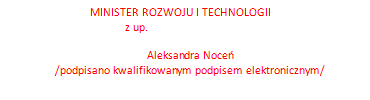 MINISTER ROZWOJU I TECHNOLOGII
z up.
Aleksandra Noceń
/podpisano kwalifikowanym podpisem elektronicznym/